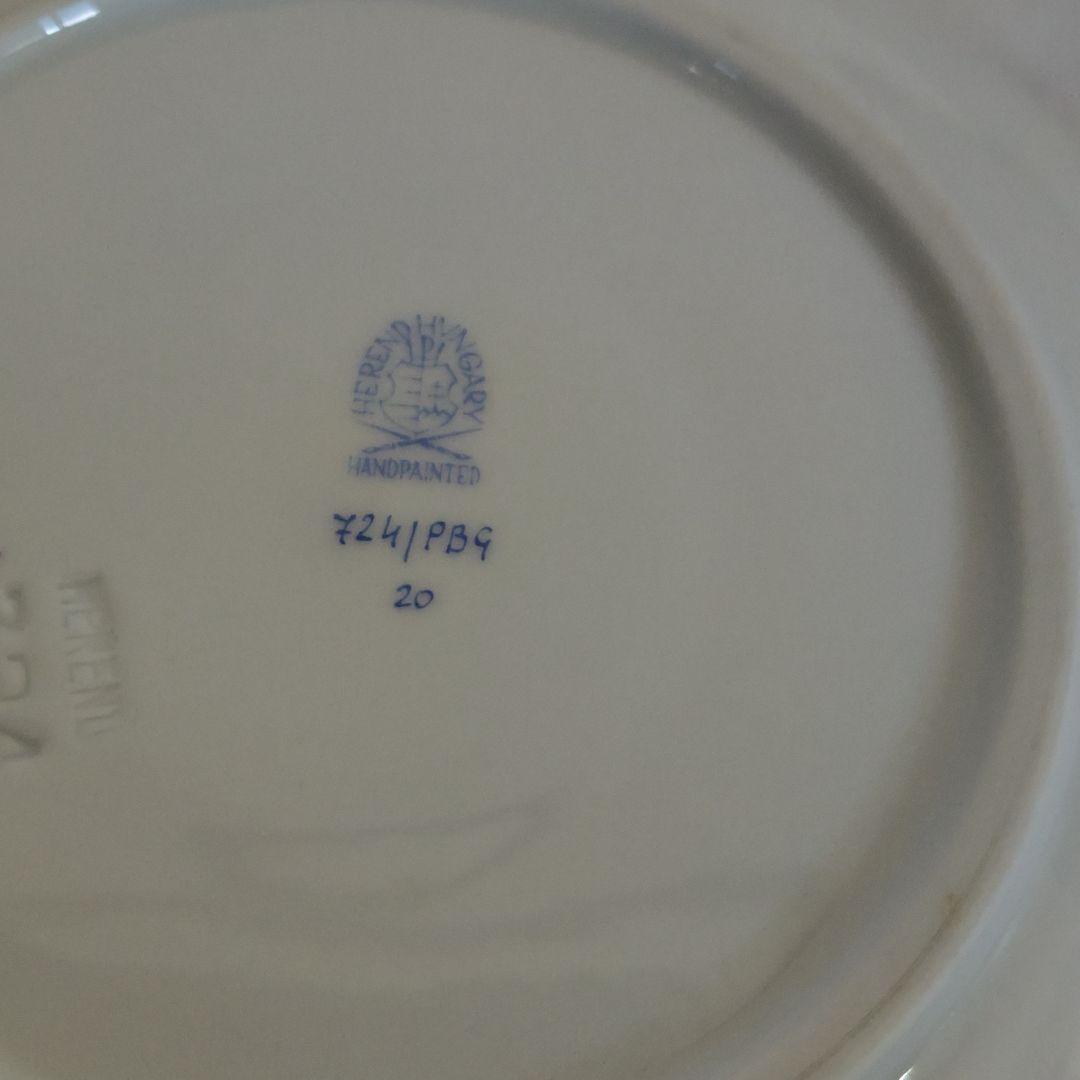 HEREND HUNGARY
HANDPAINTED
724/PBG
20
HEREND